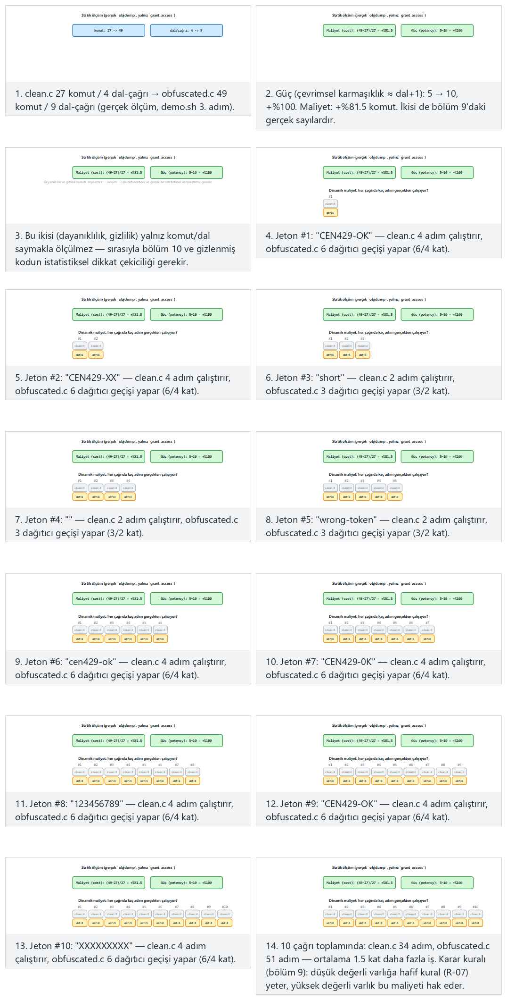 Statik ölçüm (gerçek `objdump`, yalnız `grant_access`)
komut: 27 -> 49
dal/çağrı: 4 -> 9
1. clean.c 27 komut / 4 dal-çağrı → obfuscated.c 49
komut / 9 dal-çağrı (gerçek ölçüm, demo.sh 3. adım).
Statik ölçüm (gerçek `objdump`, yalnız `grant_access`)
Maliyet (cost): (49-27)/27 = +%81.5
Güç (potency): 5→10 = +%100
2. Güç (çevrimsel karmaşıklık ≈ dal+1): 5 → 10,
+%100. Maliyet: +%81.5 komut. İkisi de bölüm 9'daki
gerçek sayılardır.
Statik ölçüm (gerçek `objdump`, yalnız `grant_access`)
Maliyet (cost): (49-27)/27 = +%81.5
Güç (potency): 5→10 = +%100
Dayanıklılık ve gizlilik burada sayılamaz — bölüm 10 (deobfuscation) ve gerçek bir istatistiksel karşılaştırma gerekir.
3. Bu ikisi (dayanıklılık, gizlilik) yalnız komut/dal
saymakla ölçülmez — sırasıyla bölüm 10 ve gizlenmiş
kodun istatistiksel dikkat çekiciliği gerekir.
Statik ölçüm (gerçek `objdump`, yalnız `grant_access`)
Maliyet (cost): (49-27)/27 = +%81.5
Güç (potency): 5→10 = +%100
Dinamik maliyet: her çağrıda kaç adım gerçekten çalışıyor?
#1
clean:4
obf:6
4. Jeton #1: "CEN429-OK" — clean.c 4 adım çalıştırır,
obfuscated.c 6 dağıtıcı geçişi yapar (6/4 kat).
Statik ölçüm (gerçek `objdump`, yalnız `grant_access`)
Maliyet (cost): (49-27)/27 = +%81.5
Güç (potency): 5→10 = +%100
Dinamik maliyet: her çağrıda kaç adım gerçekten çalışıyor?
#1 #2
clean:4 clean:4
obf:6 obf:6
5. Jeton #2: "CEN429-XX" — clean.c 4 adım çalıştırır,
obfuscated.c 6 dağıtıcı geçişi yapar (6/4 kat).
Statik ölçüm (gerçek `objdump`, yalnız `grant_access`)
Maliyet (cost): (49-27)/27 = +%81.5
Güç (potency): 5→10 = +%100
Dinamik maliyet: her çağrıda kaç adım gerçekten çalışıyor?
#1 #2 #3
clean:4 clean:4 clean:2
obf:6 obf:6 obf:3
6. Jeton #3: "short" — clean.c 2 adım çalıştırır,
obfuscated.c 3 dağıtıcı geçişi yapar (3/2 kat).
Statik ölçüm (gerçek `objdump`, yalnız `grant_access`)
Maliyet (cost): (49-27)/27 = +%81.5
Güç (potency): 5→10 = +%100
Dinamik maliyet: her çağrıda kaç adım gerçekten çalışıyor?
#1 #2 #3 #4
clean:4 clean:4 clean:2 clean:2
obf:6 obf:6 obf:3 obf:3
7. Jeton #4: "" — clean.c 2 adım çalıştırır, obfuscated.c
3 dağıtıcı geçişi yapar (3/2 kat).
Statik ölçüm (gerçek `objdump`, yalnız `grant_access`)
Maliyet (cost): (49-27)/27 = +%81.5
Güç (potency): 5→10 = +%100
Dinamik maliyet: her çağrıda kaç adım gerçekten çalışıyor?
#1 #2 #3 #4 #5
clean:4 clean:4 clean:2 clean:2 clean:2
obf:6 obf:6 obf:3 obf:3 obf:3
8. Jeton #5: "wrong-token" — clean.c 2 adım çalıştırır,
obfuscated.c 3 dağıtıcı geçişi yapar (3/2 kat).
Statik ölçüm (gerçek `objdump`, yalnız `grant_access`)
Maliyet (cost): (49-27)/27 = +%81.5
Güç (potency): 5→10 = +%100
Dinamik maliyet: her çağrıda kaç adım gerçekten çalışıyor?
#1 #2 #3 #4 #5 #6
clean:4 clean:4 clean:2 clean:2 clean:2 clean:4
obf:6 obf:6 obf:3 obf:3 obf:3 obf:6
9. Jeton #6: "cen429-ok" — clean.c 4 adım çalıştırır,
obfuscated.c 6 dağıtıcı geçişi yapar (6/4 kat).
Statik ölçüm (gerçek `objdump`, yalnız `grant_access`)
Maliyet (cost): (49-27)/27 = +%81.5
Güç (potency): 5→10 = +%100
Dinamik maliyet: her çağrıda kaç adım gerçekten çalışıyor?
#1 #2 #3 #4 #5 #6 #7
clean:4 clean:4 clean:2 clean:2 clean:2 clean:4 clean:4
obf:6 obf:6 obf:3 obf:3 obf:3 obf:6 obf:6
10. Jeton #7: "CEN429-0K" — clean.c 4 adım çalıştırır,
obfuscated.c 6 dağıtıcı geçişi yapar (6/4 kat).
Statik ölçüm (gerçek `objdump`, yalnız `grant_access`)
Maliyet (cost): (49-27)/27 = +%81.5
Güç (potency): 5→10 = +%100
Dinamik maliyet: her çağrıda kaç adım gerçekten çalışıyor?
#1 #2 #3 #4 #5 #6 #7 #8
clean:4 clean:4 clean:2 clean:2 clean:2 clean:4 clean:4 clean:4
obf:6 obf:6 obf:3 obf:3 obf:3 obf:6 obf:6 obf:6
11. Jeton #8: "123456789" — clean.c 4 adım çalıştırır,
obfuscated.c 6 dağıtıcı geçişi yapar (6/4 kat).
Statik ölçüm (gerçek `objdump`, yalnız `grant_access`)
Maliyet (cost): (49-27)/27 = +%81.5
Güç (potency): 5→10 = +%100
Dinamik maliyet: her çağrıda kaç adım gerçekten çalışıyor?
#1 #2 #3 #4 #5 #6 #7 #8 #9
clean:4 clean:4 clean:2 clean:2 clean:2 clean:4 clean:4 clean:4 clean:4
obf:6 obf:6 obf:3 obf:3 obf:3 obf:6 obf:6 obf:6 obf:6
12. Jeton #9: "CEN429-OK" — clean.c 4 adım çalıştırır,
obfuscated.c 6 dağıtıcı geçişi yapar (6/4 kat).
Statik ölçüm (gerçek `objdump`, yalnız `grant_access`)
Maliyet (cost): (49-27)/27 = +%81.5
Güç (potency): 5→10 = +%100
Dinamik maliyet: her çağrıda kaç adım gerçekten çalışıyor?
#1 #2 #3 #4 #5 #6 #7 #8 #9 #10
clean:4 clean:4 clean:2 clean:2 clean:2 clean:4 clean:4 clean:4 clean:4 clean:4
obf:6 obf:6 obf:3 obf:3 obf:3 obf:6 obf:6 obf:6 obf:6 obf:6
13. Jeton #10: "XXXXXXXXX" — clean.c 4 adım
çalıştırır, obfuscated.c 6 dağıtıcı geçişi yapar (6/4 kat).
Statik ölçüm (gerçek `objdump`, yalnız `grant_access`)
Maliyet (cost): (49-27)/27 = +%81.5
Güç (potency): 5→10 = +%100
Dinamik maliyet: her çağrıda kaç adım gerçekten çalışıyor?
#1 #2 #3 #4 #5 #6 #7 #8 #9 #10
clean:4 clean:4 clean:2 clean:2 clean:2 clean:4 clean:4 clean:4 clean:4 clean:4
obf:6 obf:6 obf:3 obf:3 obf:3 obf:6 obf:6 obf:6 obf:6 obf:6
14. 10 çağrı toplamında: clean.c 34 adım, obfuscated.c
51 adım — ortalama 1.5 kat daha fazla iş. Karar kuralı
(bölüm 9): düşük değerli varlığa hafif kural (R-07)
yeter, yüksek değerli varlık bu maliyeti hak eder.